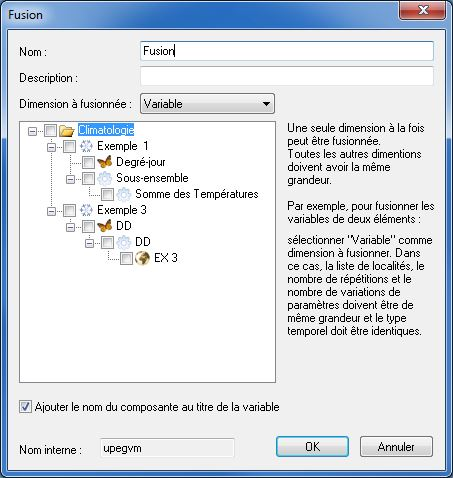 Fusion
Nom :
Fusion
Description :
Dimension à fusionnée :
Variable
Climatologie
Exemple 1
Degré-jour
Sous-ensemble
Somme des Températures
Exemple 3
DD
DD
EX 3
Une seule dimension à la fois
peut être fusionnée.
Toutes les autres dimentions
doivent avoir la même
grandeur.
Par exemple, pour fusionner les
variables de deux éléments :
sélectionner "Variable" comme
dimension à fusionner. Dans
ce cas, la liste de localités, le
nombre de répétitions et le
nombre de variations de
paramètres doivent être de
même grandeur et le type
temporel doit être identiques.
Ajouter le nom du composante au titre de la variable
Nom interne :
upegvm
OK
Annuler